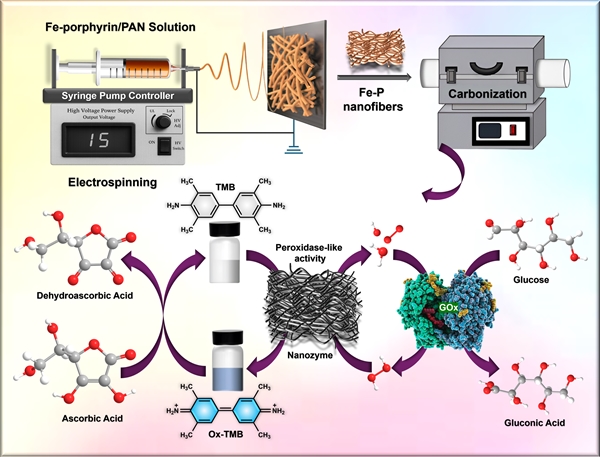 Fe-porphyrin/PAN Solution
Syringe Pump Controller
High Voltage Power Supply
Output Voltage
15
Lock
HV
Adj
ON
HV
Switch
Electrospinning
Fe-P
nanofibers
Carbonization
TMB
CH₃
H₃C
H₂N
NH₂
H₃C
CH₃
Peroxidase-like
activity
Dehydroascorbic Acid
Glucose
GOx
Nanozyme
Ascorbic Acid
H₃C
CH₃
H₂N
+
NH₂
+
H₃C
CH₃
Ox-TMB
Gluconic Acid